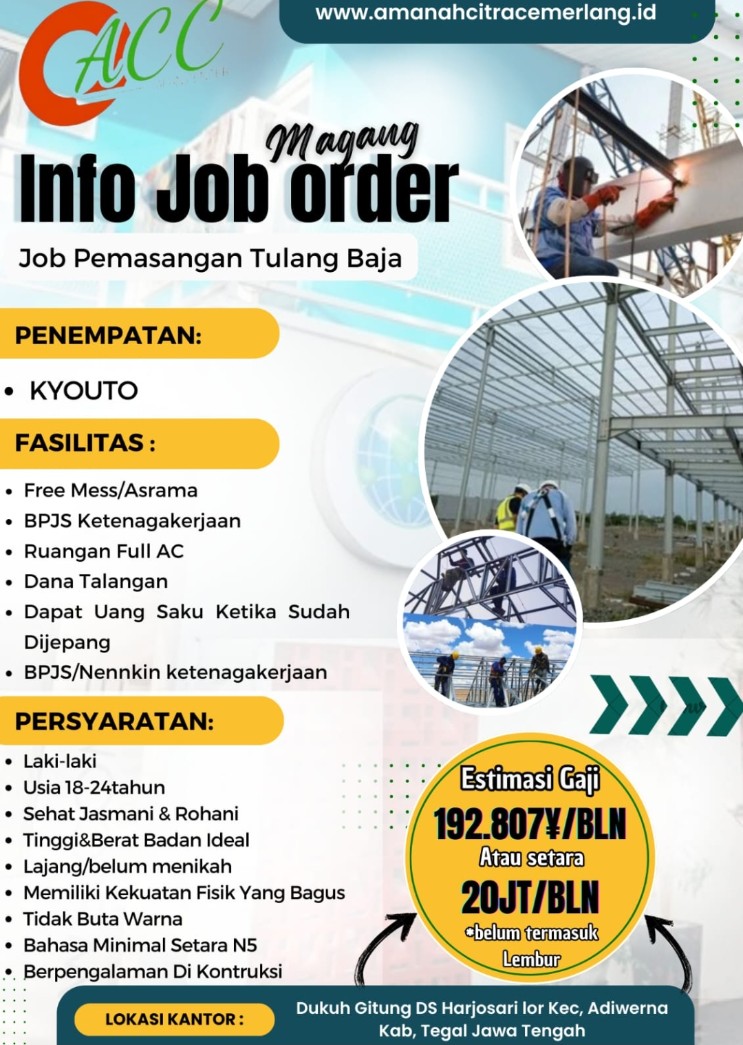 www.amanahcitracemerlang.id
ACC
Magang
Info Job order
Job Pemasangan Tulang Baja
PENEMPATAN:
• KYOUTO
FASILITAS :
• Free Mess/Asrama
• BPJS Ketenagakerjaan
• Ruangan Full AC
• Dana Talangan
• Dapat Uang Saku Ketika Sudah
Dijepang
• BPJS/Nennkin ketenagakerjaan
PERSYARATAN:
• Laki-laki
• Usia 18-24tahun
• Sehat Jasmani & Rohani
• Tinggi&Berat Badan Ideal
• Lajang/belum menikah
• Memiliki Kekuatan Fisik Yang Bagus
• Tidak Buta Warna
• Bahasa Minimal Setara N5
• Berpengalaman Di Kontruksi
Estimasi Gaji
192.807¥/BLN
Atau setara
20JT/BLN
*belum termasuk
Lembur
LOKASI KANTOR :
Dukuh Gitung DS Harjosari lor Kec, Adiwerna
Kab, Tegal Jawa Tengah